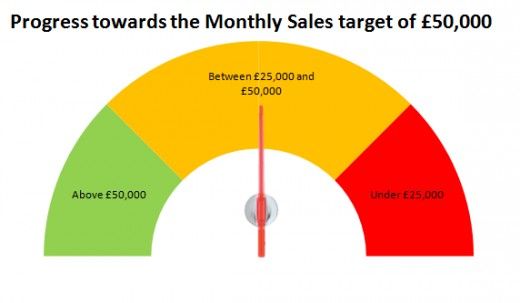 Progress towards the Monthly Sales target of £50,000
Between £25,000 and
£50,000
Above £50,000
Under £25,000